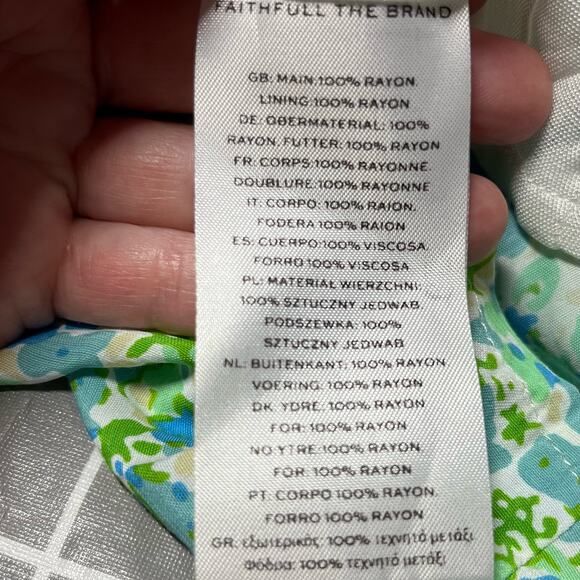 FAITHFULL THE BRAND
GB: MAIN: 100% RAYON.
LINING: 100% RAYON
DE: OBERMATERIAL: 100%
RAYON. FUTTER: 100% RAYON
FR: CORPS: 100% RAYONNE.
DOUBLURE: 100% RAYONNE
IT: CORPO: 100% RAION.
FODERA 100% RAION
ES: CUERPO: 100% VISCOSA.
FORRO 100% VISCOSA
PL: MATERIAŁ WIERZCHNI:
100% SZTUCZNY JEDWAB.
PODSZEWKA: 100%
SZTUCZNY JEDWAB
NL: BUITENKANT: 100% RAYON
VOERING: 100% RAYON
DK. YDRE: 100% RAYON
FOR: 100% RAYON
NO YTRE: 100% RAYON
FOR: 100% RAYON
PT: CORPO 100% RAYON
FORRO 100% RAYON
GR: εξωτερικός: 100% τεχνητό μετάξι
Φόδρα: 100% τεχνητό μετάξι